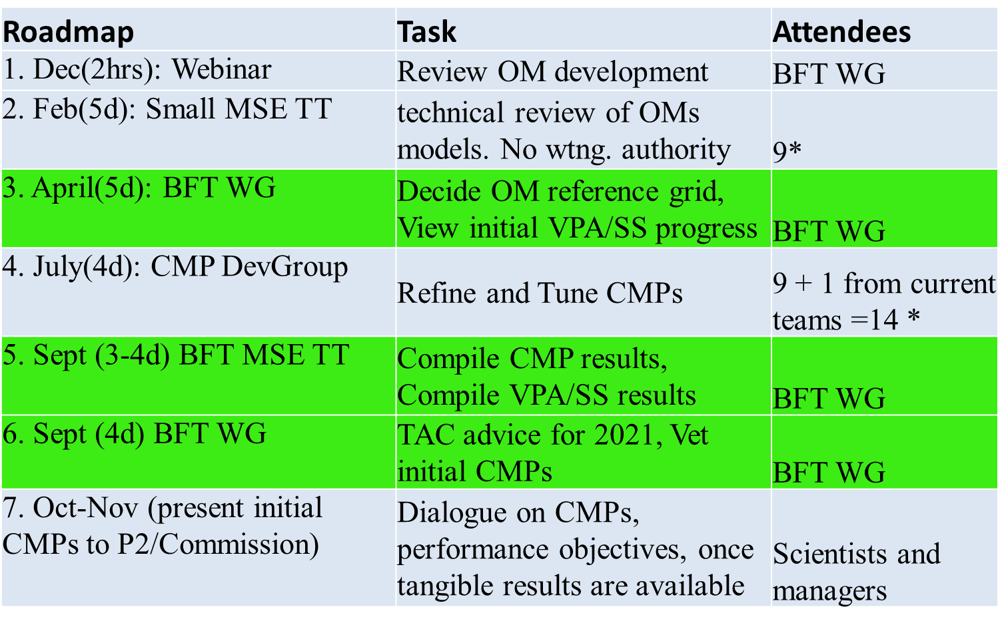 Roadmap
Task
Attendees
1. Dec(2hrs): Webinar
Review OM development
BFT WG
2. Feb(5d): Small MSE TT
technical review of OMs
models. No wtng. authority
9*
3. April(5d): BFT WG
Decide OM reference grid,
View initial VPA/SS progress
BFT WG
4. July(4d): CMP DevGroup
Refine and Tune CMPs
9 + 1 from current
teams =14 *
5. Sept (3-4d) BFT MSE TT
Compile CMP results,
Compile VPA/SS results
BFT WG
6. Sept (4d) BFT WG
TAC advice for 2021, Vet
initial CMPs
BFT WG
7. Oct-Nov (present initial
CMPs to P2/Commission)
Dialogue on CMPs,
performance objectives, once
tangible results are available
Scientists and
managers